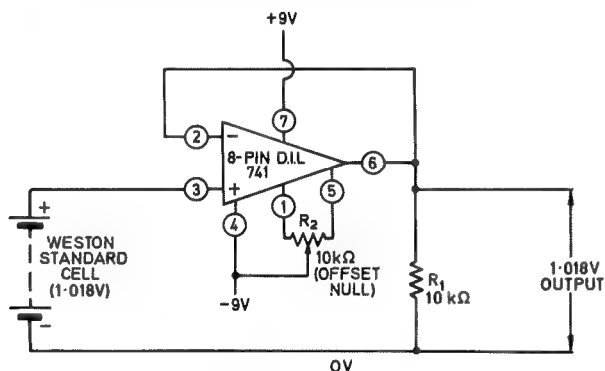 +9V
7
2
-
8-PIN D.I.L
741
6
3
+
5
1
4
R2
10kΩ
(OFFSET
NULL)
-9V
+
WESTON
STANDARD
CELL
(1·018V)
-
R1
10 kΩ
1·018V
OUTPUT
0V